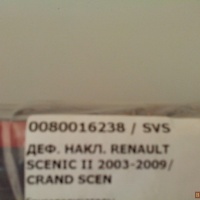 0080016238 / SVS
ДЕФ. НАКЛ. RENAULT
SCENIC II 2003-2009/
CRAND SCEN